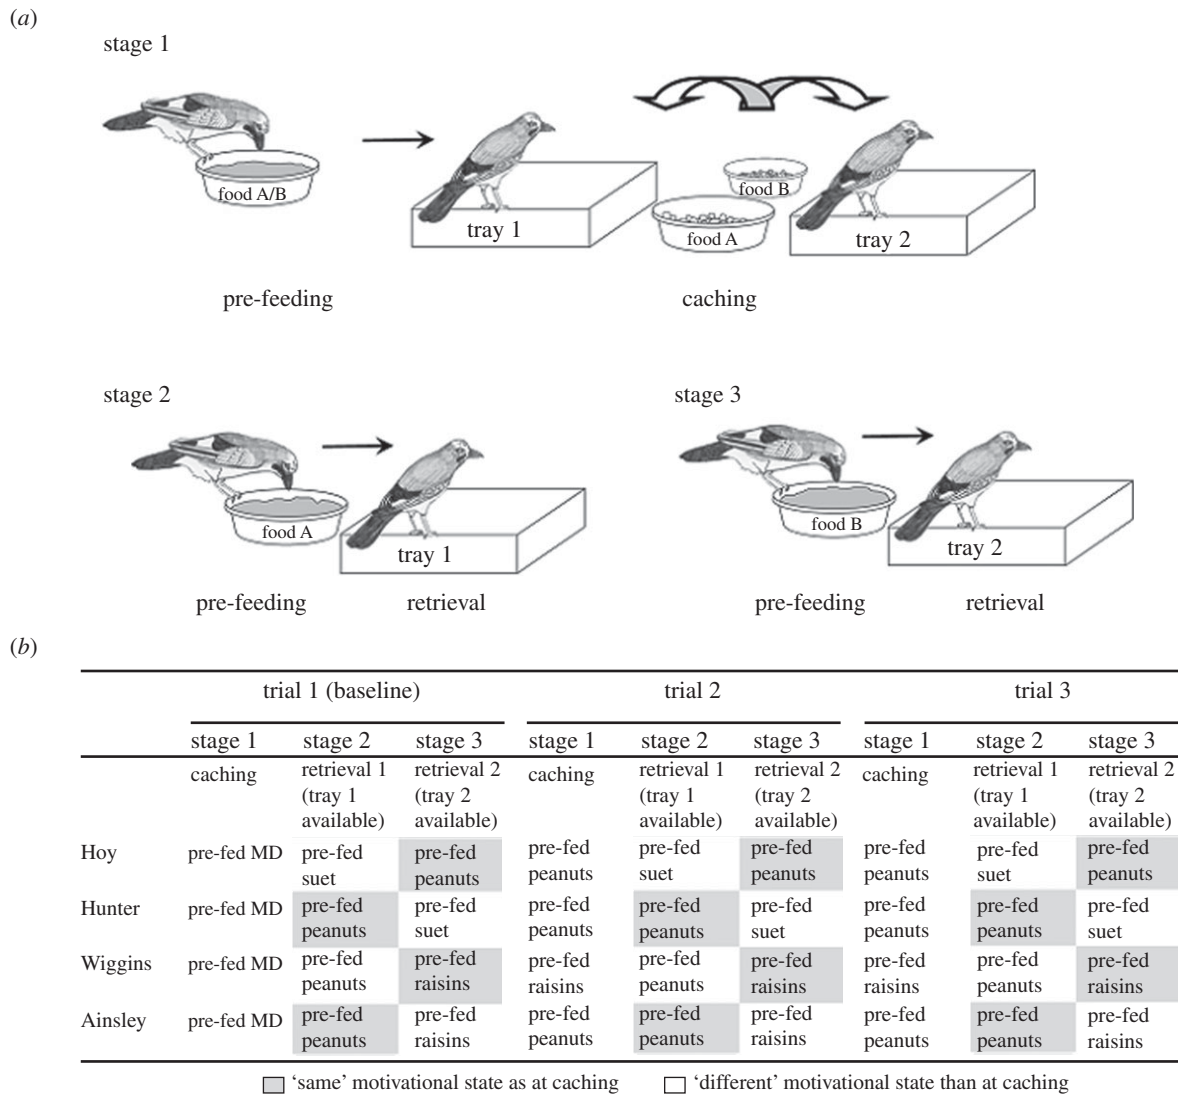 (a)
stage 1
food A/B
tray 1
food B
food A
tray 2
pre-feeding
caching
stage 2
stage 3
food A
tray 1
food B
tray 2
pre-feeding
retrieval
pre-feeding
retrieval
(b)
trial 1 (baseline) trial 2 trial 3
stage 1 stage 2 stage 3 stage 1 stage 2 stage 3 stage 1 stage 2 stage 3
caching retrieval 1 retrieval 2 caching retrieval 1 retrieval 2 caching retrieval 1 retrieval 2
(tray 1 (tray 2 (tray 1 (tray 2 (tray 1 (tray 2
available) available) available) available) available) available)
Hoy pre-fed MD pre-fed pre-fed pre-fed pre-fed pre-fed pre-fed pre-fed pre-fed
suet peanuts peanuts suet peanuts peanuts suet peanuts
Hunter pre-fed MD pre-fed pre-fed pre-fed pre-fed pre-fed pre-fed pre-fed pre-fed
peanuts suet peanuts peanuts suet peanuts peanuts suet
Wiggins pre-fed MD pre-fed pre-fed pre-fed pre-fed pre-fed pre-fed pre-fed pre-fed
peanuts raisins raisins peanuts raisins raisins peanuts raisins
Ainsley pre-fed MD pre-fed pre-fed pre-fed pre-fed pre-fed pre-fed pre-fed pre-fed
peanuts raisins peanuts peanuts raisins peanuts peanuts raisins
'same' motivational state as at caching 'different' motivational state than at caching